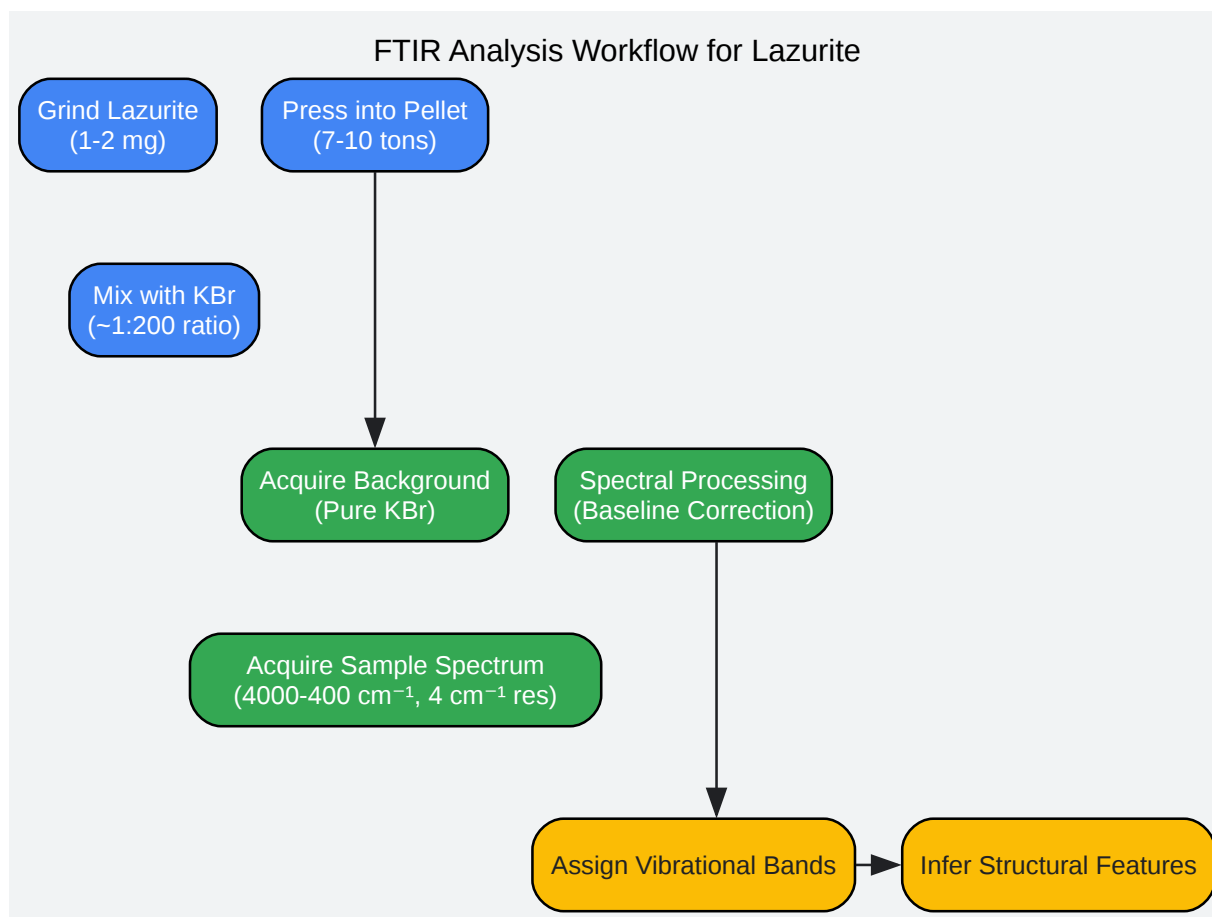 FTIR Analysis Workflow for Lazurite
Grind Lazurite
(1-2 mg)
Press into Pellet
(7-10 tons)
Mix with KBr
(~1:200 ratio)
Acquire Background
(Pure KBr)
Spectral Processing
(Baseline Correction)
Acquire Sample Spectrum
(4000-400 cm⁻¹, 4 cm⁻¹ res)
Assign Vibrational Bands
Infer Structural Features